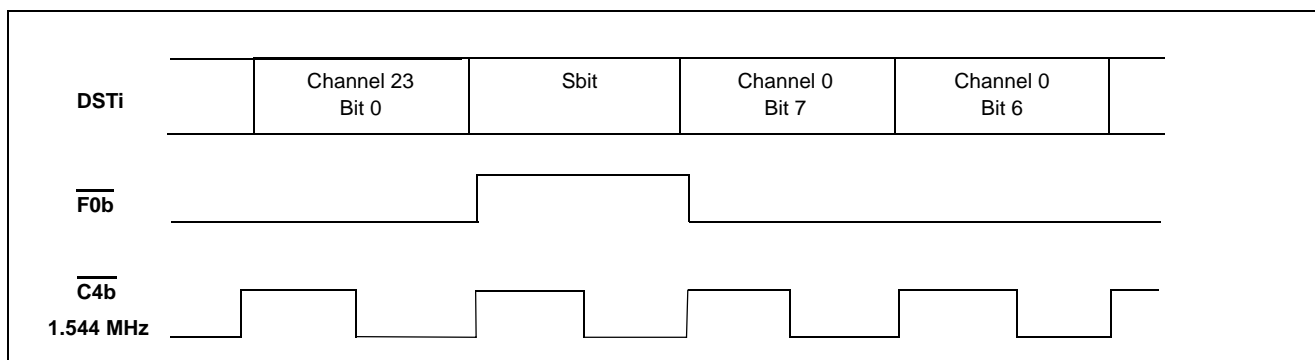 DSTi
Channel 23
Bit 0
Sbit
Channel 0
Bit 7
Channel 0
Bit 6
F0b
C4b
1.544 MHz